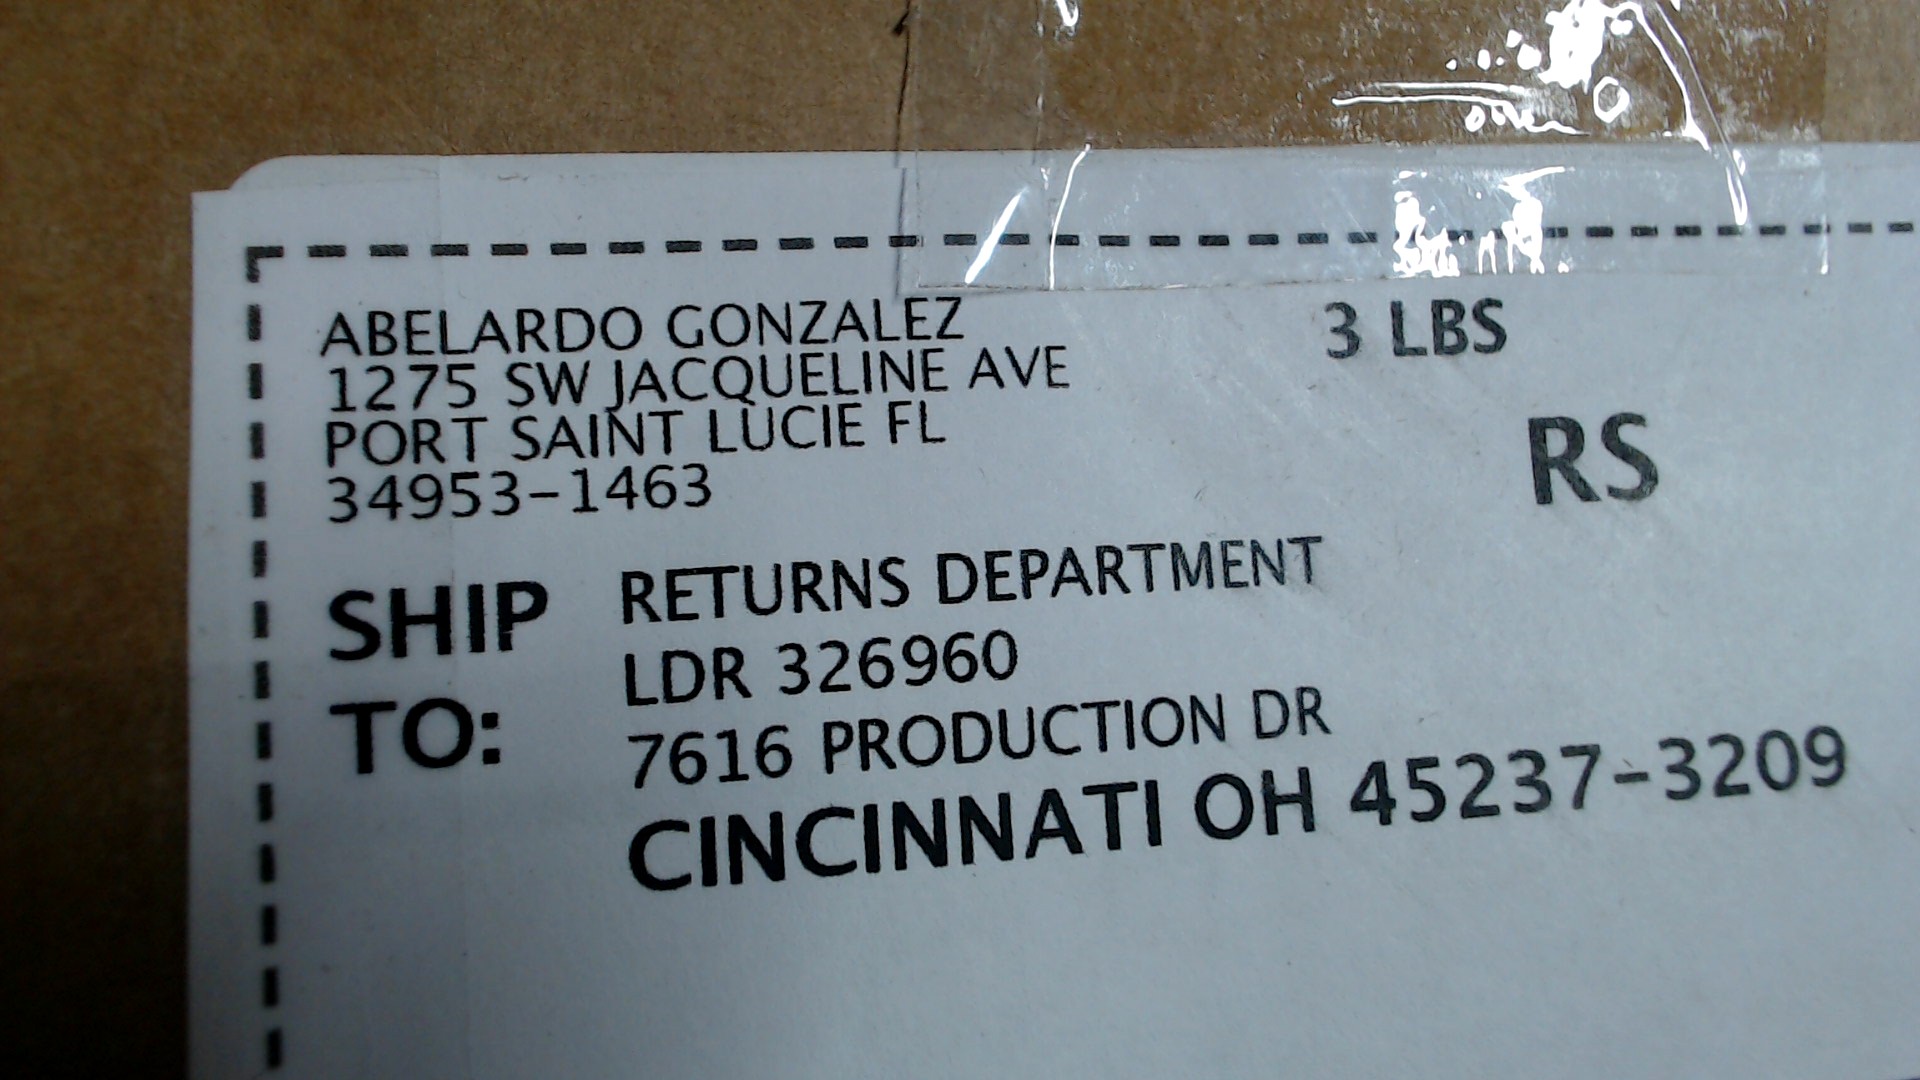 ABELARDO GONZALEZ
1275 SW JACQUELINE AVE
PORT SAINT LUCIE FL
34953-1463
3 LBS
RS
SHIP TO:
RETURNS DEPARTMENT
LDR 326960
7616 PRODUCTION DR
CINCINNATI OH 45237-3209